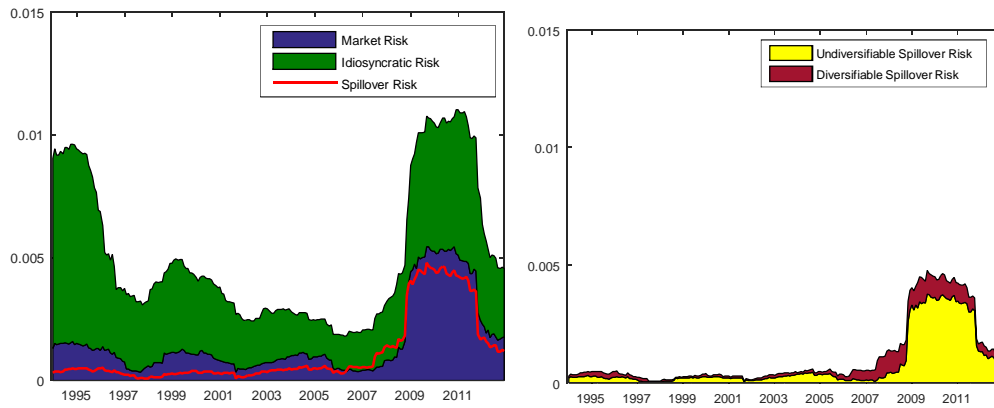 0.015
Market Risk
Idiosyncratic Risk
Spillover Risk
0.01
0.005
0
1995 1997 1999 2001 2003 2005 2007 2009 2011
0.015
Undiversifiable Spillover Risk
Diversifiable Spillover Risk
0.01
0.005
0
1995 1997 1999 2001 2003 2005 2007 2009 2011